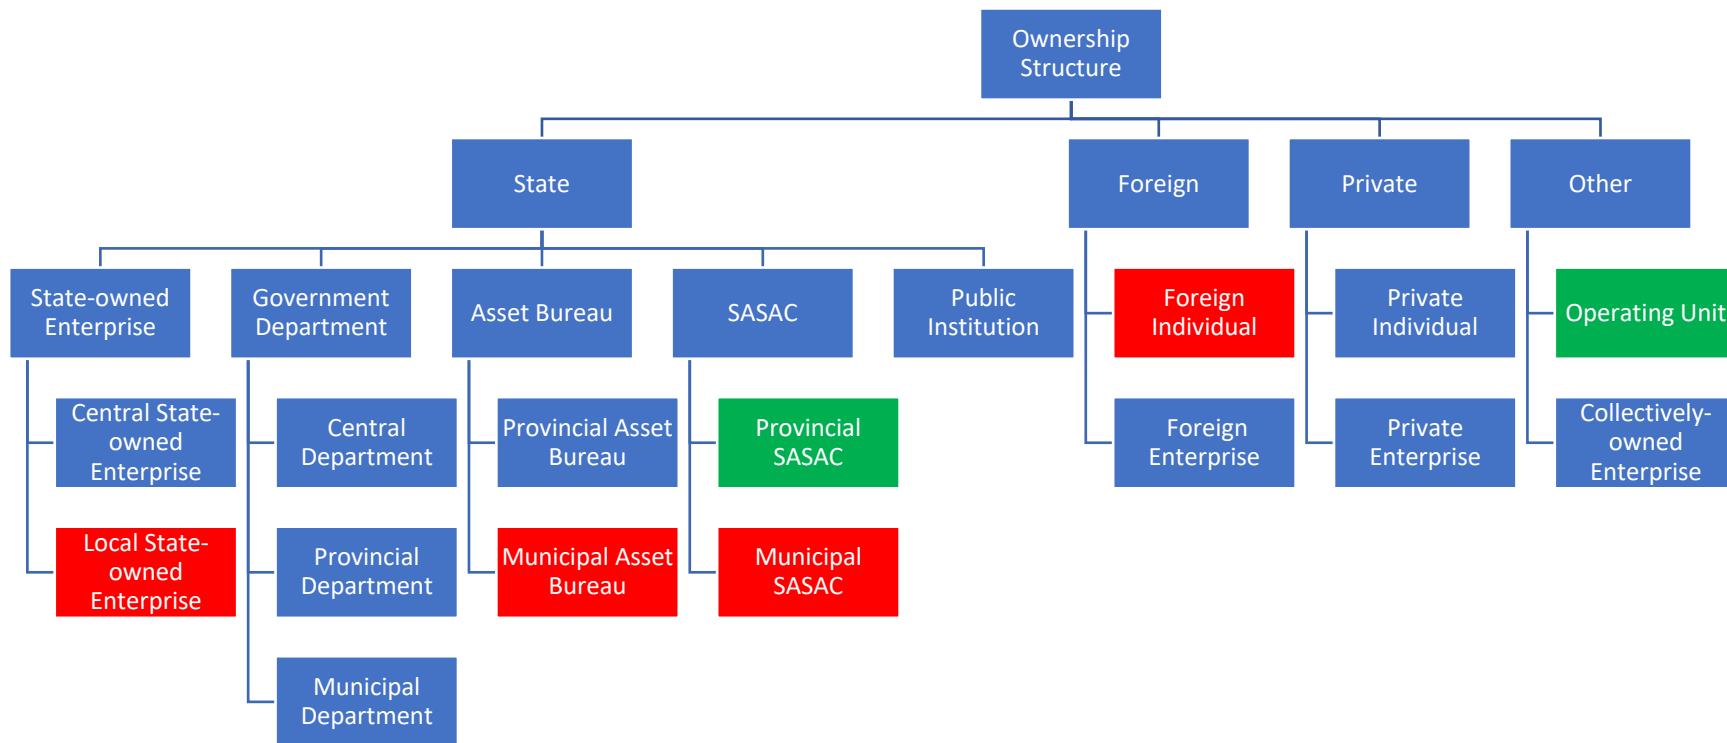 Ownership
Structure
State
Foreign
Private
Other
State-owned
Enterprise
Government
Department
Asset Bureau
SASAC
Public
Institution
Foreign
Individual
Private
Individual
Operating Unit
Central State-
owned
Enterprise
Central
Department
Provincial Asset
Bureau
Provincial
SASAC
Foreign
Enterprise
Private
Enterprise
Collectively-
owned
Enterprise
Local State-
owned
Enterprise
Provincial
Department
Municipal Asset
Bureau
Municipal
SASAC
Municipal
Department